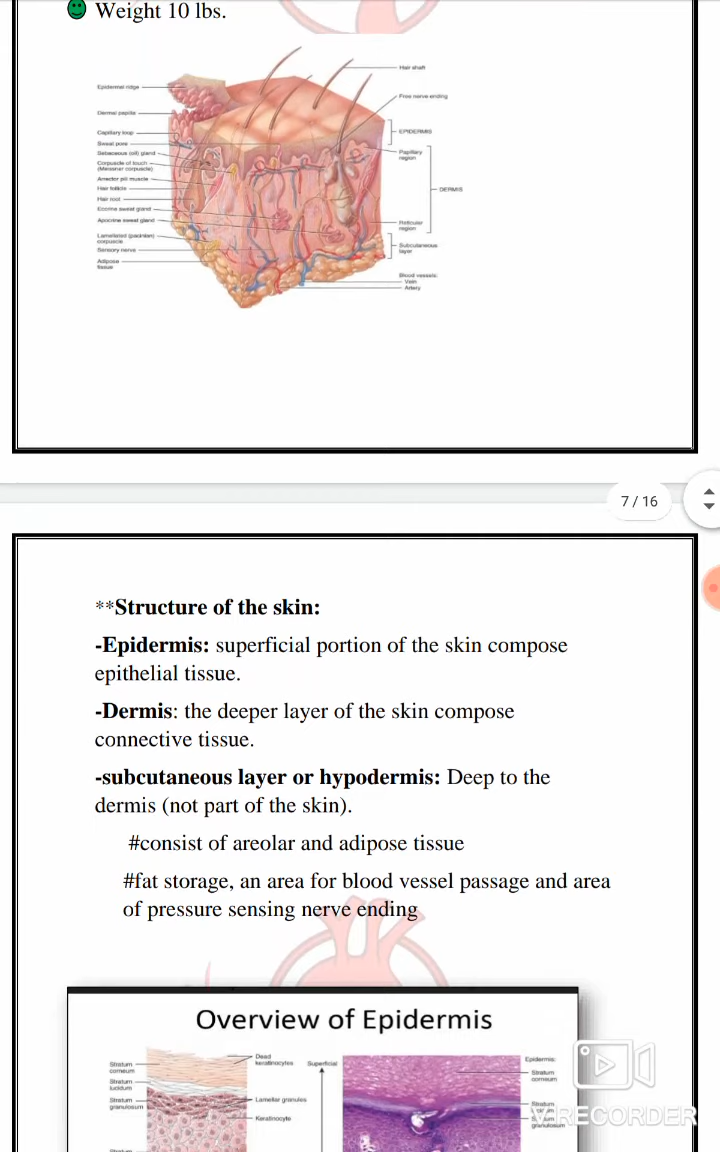 Weight 10 lbs.
Hair shaft
Epidermal ridge
Free nerve ending
Dermal papilla
Capillary loop
EPIDERMIS
Sweat pore
Sebaceous (oil) gland
Papillary
region
Corpuscle of touch
(Meissner corpuscle)
Arrector pili muscle
Hair follicle
DERMIS
Hair root
Eccrine sweat gland
Apocrine sweat gland
Reticular
region
Lamellated (pacinian)
corpuscle
Sensory nerve
Subcutaneous
layer
Adipose
tissue
Blood vessels:
Vein
Artery
7 / 16
**Structure of the skin:
-Epidermis: superficial portion of the skin compose
epithelial tissue.
-Dermis: the deeper layer of the skin compose
connective tissue.
-subcutaneous layer or hypodermis: Deep to the
dermis (not part of the skin).
#consist of areolar and adipose tissue
#fat storage, an area for blood vessel passage and area
of pressure sensing nerve ending
Overview of Epidermis
Stratum
corneum
Dead
keratinocytes
Superficial
Epidermis:
Stratum
corneum
Stratum
lucidum
Stratum
granulosum
Lamellar granules
Keratinocyte
Stratum
granulosum
RECORDER
Stratum